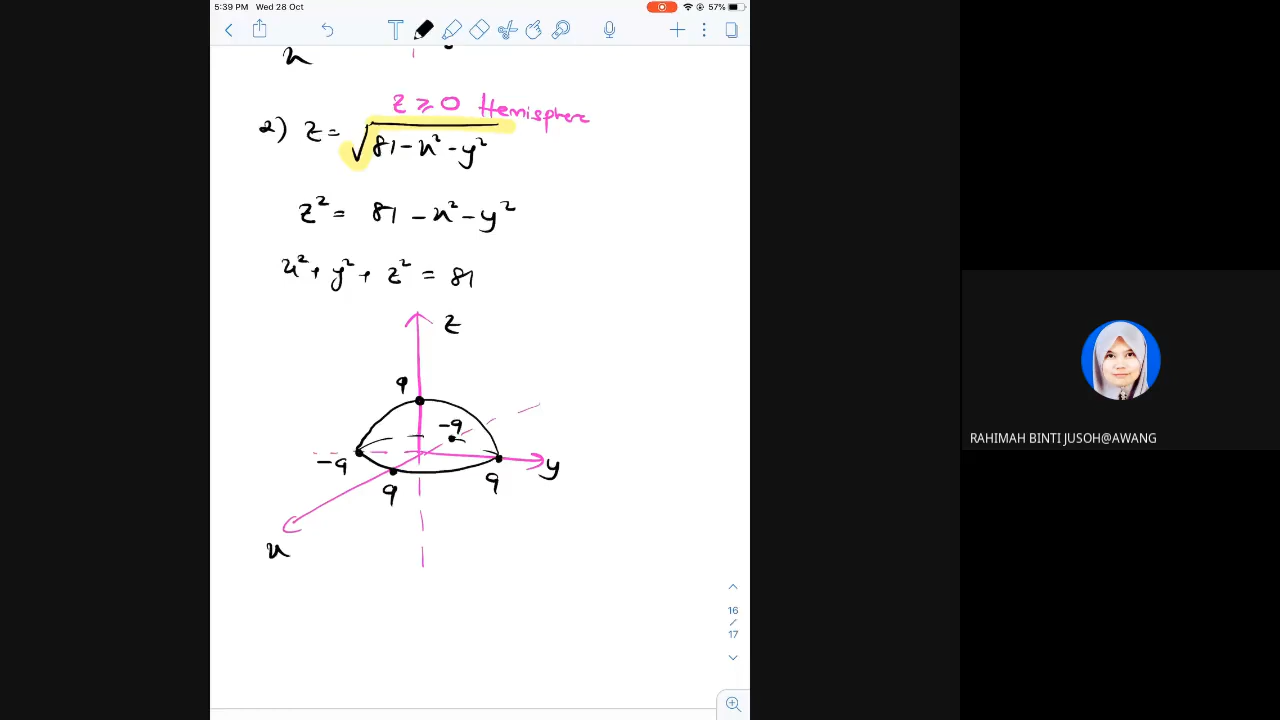 5:39 PM Wed 28 Oct
57%
x
z ≥ 0 Hemisphere
2) z = √81 - x² - y²
z² = 81 - x² - y²
x² + y² + z² = 81
z
9
-9
-9
y
9
9
x
16
/
17
RAHIMAH BINTI JUSOH@AWANG